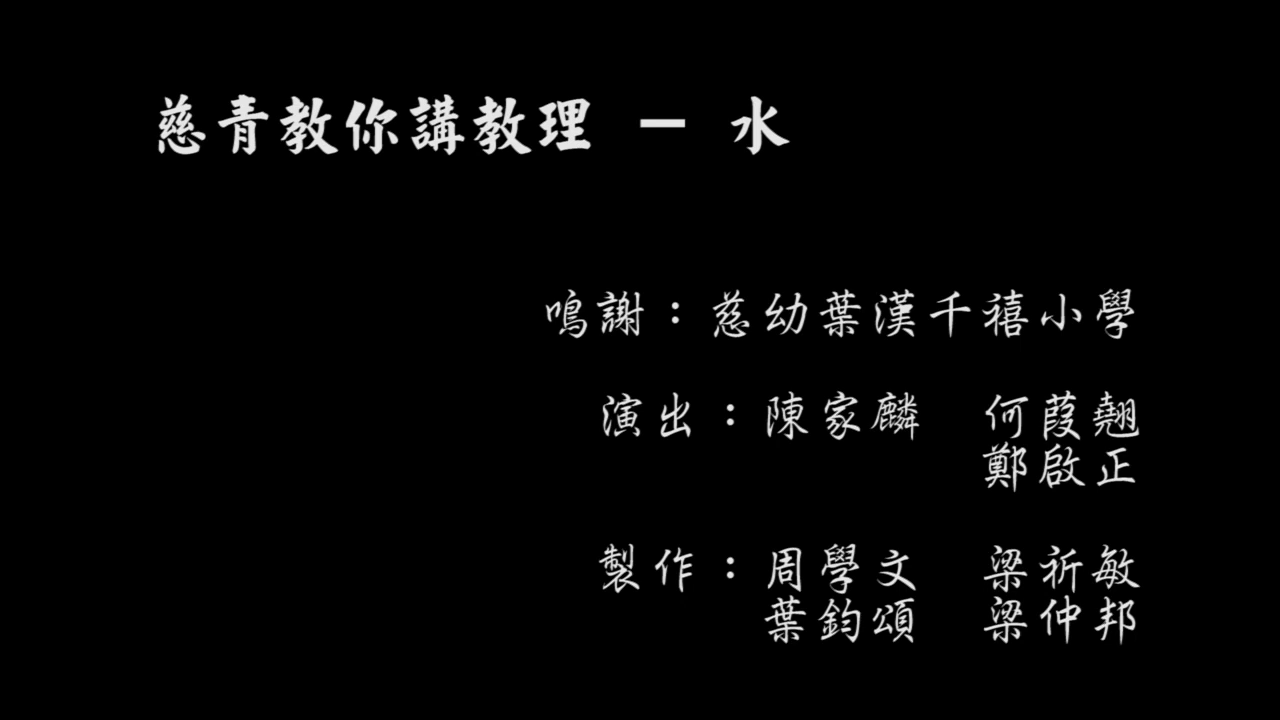 慈青教你講教理 － 水
鳴謝：慈幼葉漢千禧小學
演出：陳家麟　何葭翹
鄭啟正
製作：周學文　梁祈敏
葉鈞頌　梁仲邦